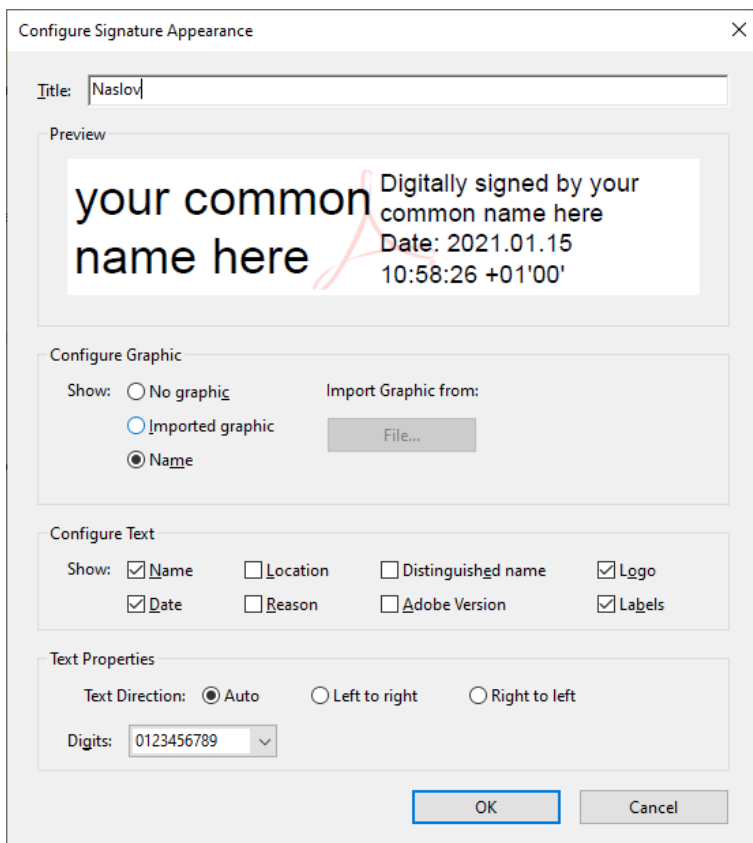 Configure Signature Appearance
Title: Naslov
Preview
your common
name here
Digitally signed by your
common name here
Date: 2021.01.15
10:58:26 +01'00'
Configure Graphic
Show: No graphic
Import Graphic from:
Imported graphic
File...
Name
Configure Text
Show: Name Location Distinguished name Logo
Date Reason Adobe Version Labels
Text Properties
Text Direction: Auto Left to right Right to left
Digits: 0123456789
OK Cancel